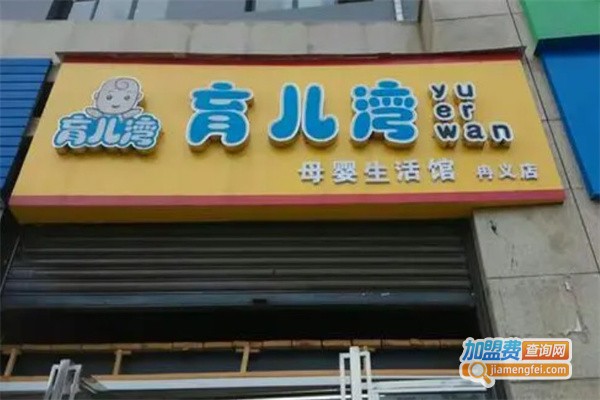 育儿湾
育儿湾
yu
er
wan
母婴生活馆 冉义店
加盟费查询网
jiamengfei.com